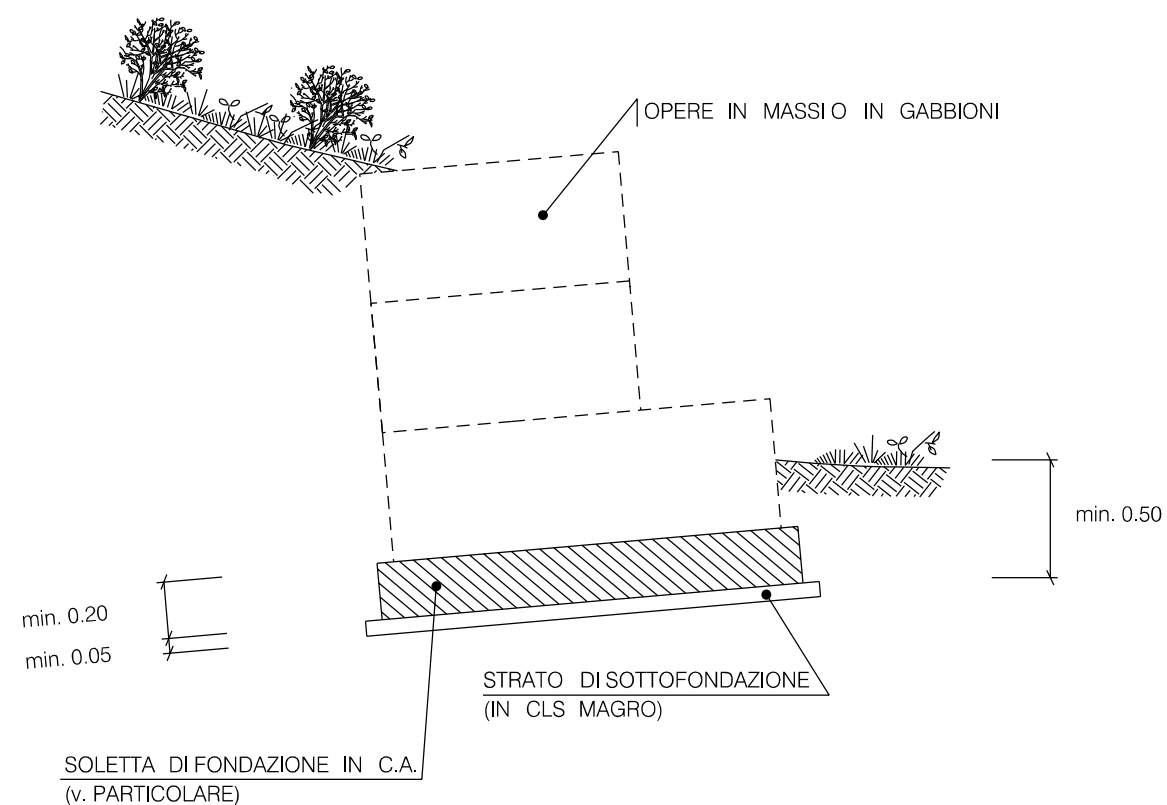 OPERE IN MASSI O IN GABBIONI
min. 0.50
min. 0.20
min. 0.05
STRATO DI SOTTOFONDAZIONE
(IN CLS MAGRO)
SOLETTA DI FONDAZIONE IN C.A.
(v. PARTICOLARE)